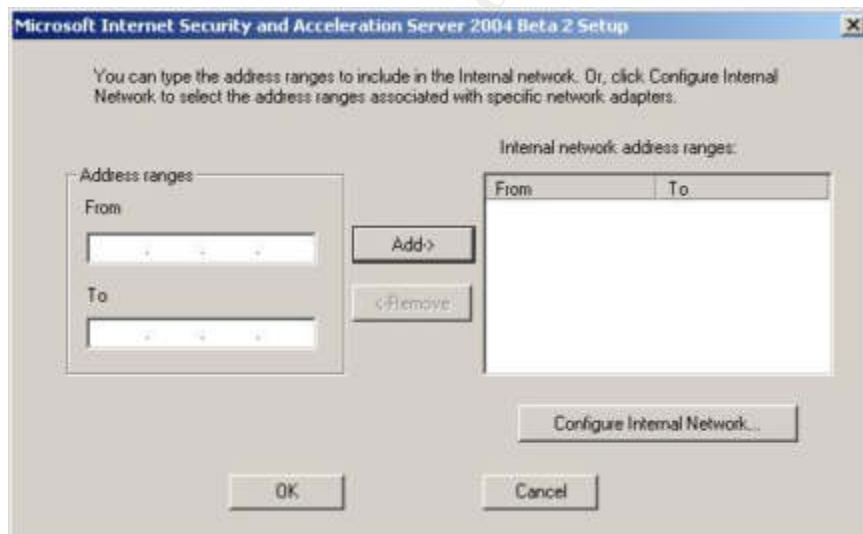 Microsoft Internet Security and Acceleration Server 2004 Beta 2 Setup
You can type the address ranges to include in the Internal network. Or, click Configure Internal
Network to select the address ranges associated with specific network adapters.
Internal network address ranges:
Address ranges
From
To
Add->
<-Remove
From To
Configure Internal Network...
OK Cancel